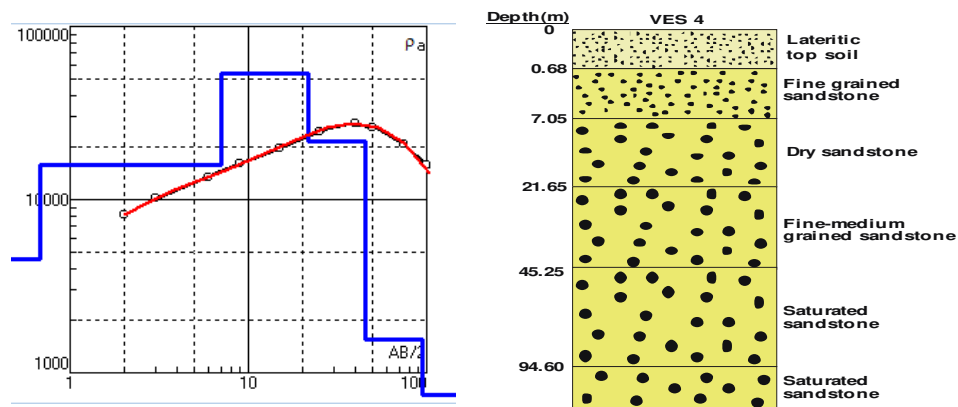 100000
ρa
10000
1000
AB/2
1
10
100
Depth(m)
VES 4
0
Lateritic
top soil
0.68
Fine grained
sandstone
7.05
Dry sandstone
21.65
Fine-medium
grained sandstone
45.25
Saturated
sandstone
94.60
Saturated
sandstone